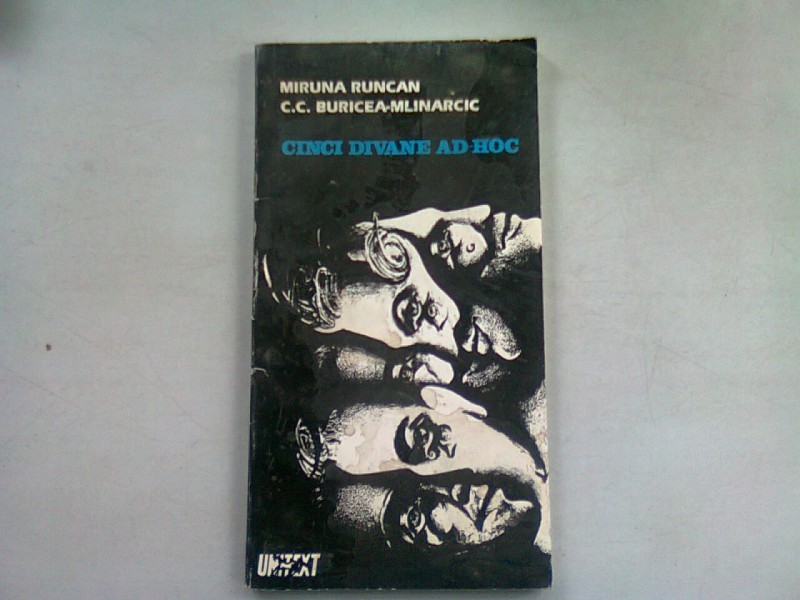 MIRUNA RUNCAN
C.C. BURICEA-MLINARCIC
CINCI DIVANE AD-HOC
UNITEXT